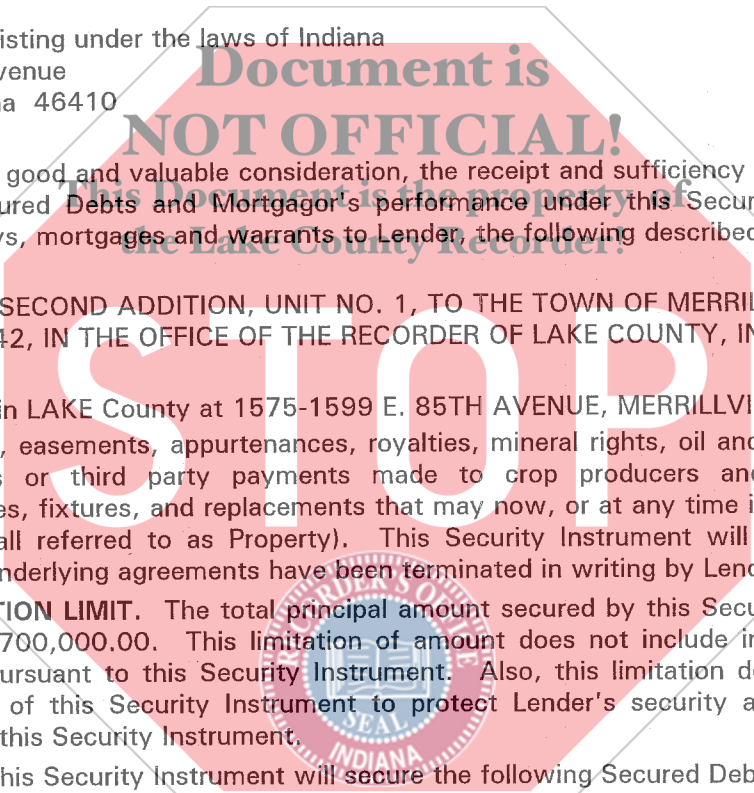 isting under the laws of Indiana
venue
na 46410
Document is
NOT OFFICIAL!
good and valuable consideration, the receipt and sufficiency
This Document is the property of
ured Debts and Mortgagor's performance under this Secur
the Lake County Recorder!
ys, mortgages and warrants to Lender, the following described
SECOND ADDITION, UNIT NO. 1, TO THE TOWN OF MERRIL
42, IN THE OFFICE OF THE RECORDER OF LAKE COUNTY, IN
STOP
in LAKE County at 1575-1599 E. 85TH AVENUE, MERRILLVI
, easements, appurtenances, royalties, mineral rights, oil and
s or third party payments made to crop producers and
es, fixtures, and replacements that may now, or at any time i
all referred to as Property). This Security Instrument will
nderlying agreements have been terminated in writing by Lend
TION LIMIT. The total principal amount secured by this Secu
700,000.00. This limitation of amount does not include in
ursuant to this Security Instrument. Also, this limitation do
of this Security Instrument to protect Lender's security a
this Security Instrument.
RECORDER'S OFFICE
SEAL
INDIANA
his Security Instrument will secure the following Secured Deb